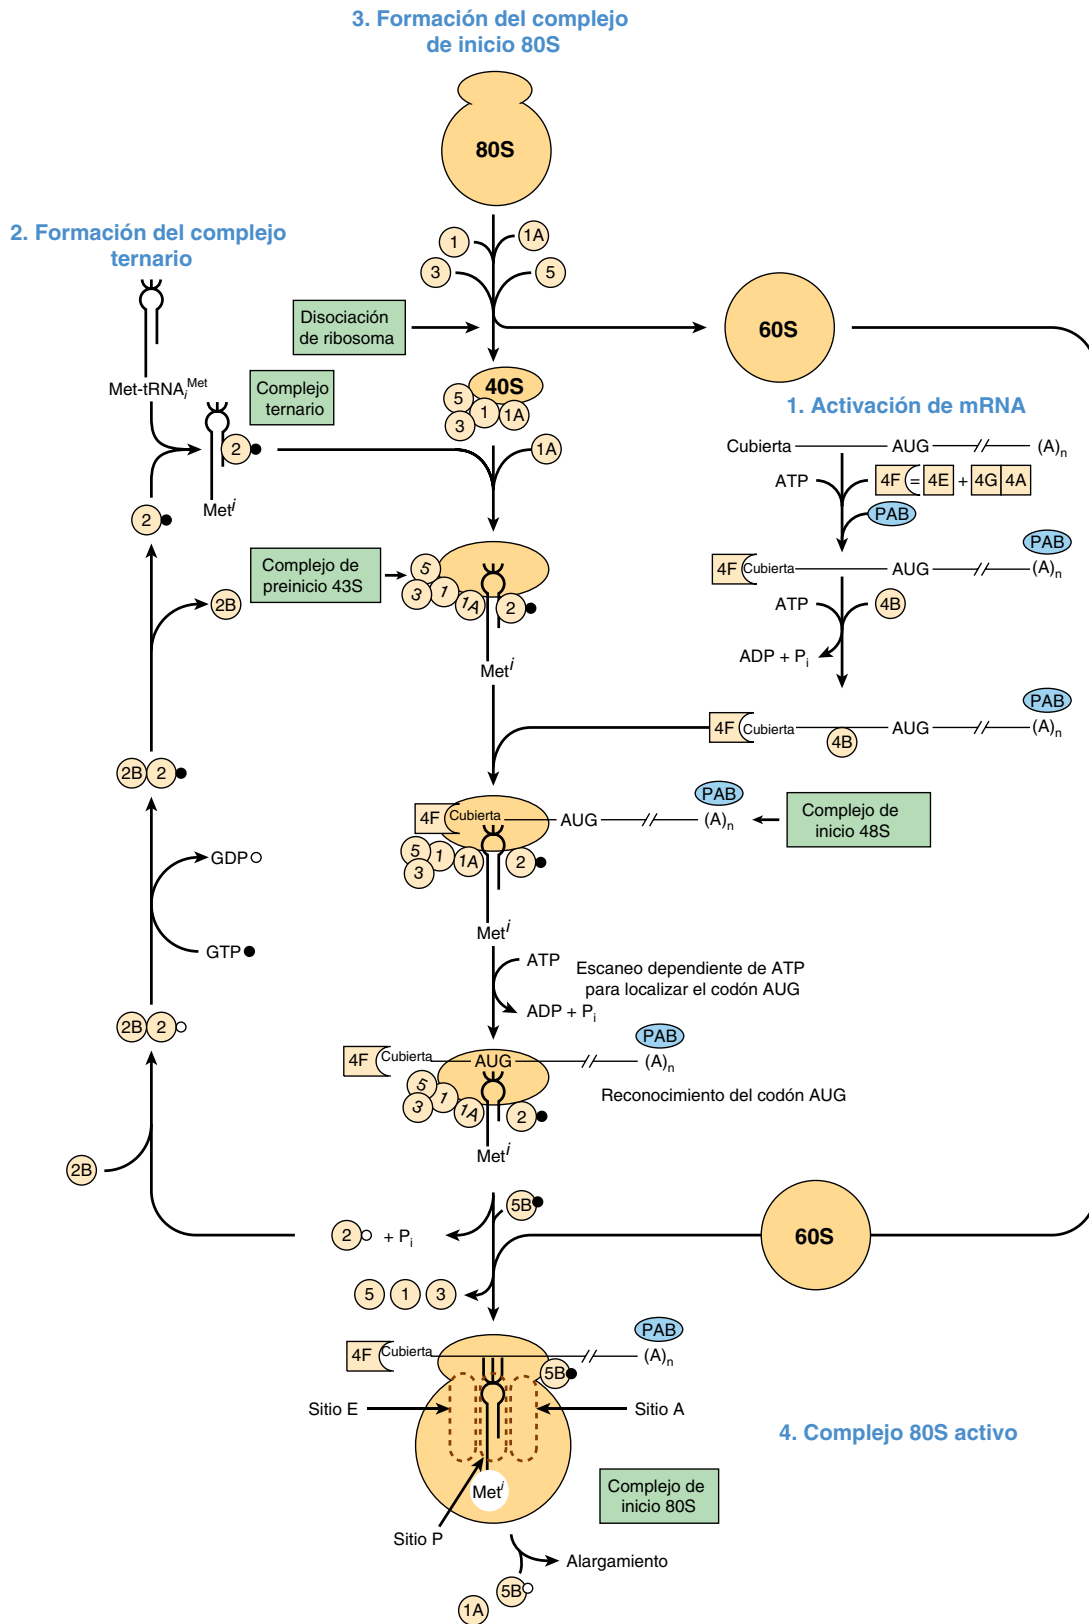 3. Formación del complejo
de inicio 80S
80S
2. Formación del complejo
ternario
1
1A
3
5
Disociación
de ribosoma
60S
40S
5
1
1A
3
Met-tRNAiMet
Complejo
ternario
2
Meti
1A
2
1. Activación de mRNA
Cubierta AUG (A)n
ATP 4F = 4E + 4G 4A
PAB
PAB
4F Cubierta AUG (A)n
ATP 4B
ADP + Pi
PAB
4F Cubierta AUG (A)n
4B
Complejo de
preinicio 43S
5
3
1
1A
2
Meti
2B
2B 2
GDP
GTP
2B 2
2B
PAB
4F Cubierta AUG (A)n
5
1
1A
2
3
Meti
Complejo de
inicio 48S
ATP
ADP + Pi
Escaneo dependiente de ATP
para localizar el codón AUG
PAB
4F Cubierta AUG (A)n
5
3
1
1A
2
Meti
Reconocimiento del codón AUG
5B
2 + Pi
60S
5 1 3
PAB
4F Cubierta (A)n
5B
Sitio E
Sitio A
4. Complejo 80S activo
Meti
Complejo de
inicio 80S
Sitio P
Alargamiento
5B
1A